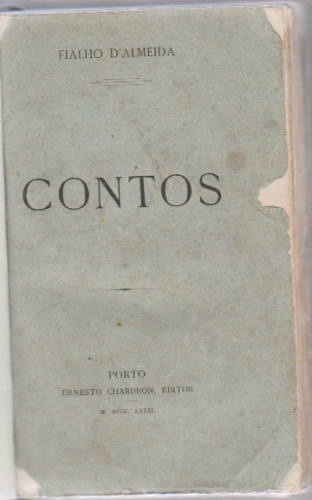 FIALHO D'ALMEIDA
CONTOS
PORTO
ERNESTO CHARDRON, EDITOR
M. DCCC. LXXXI.